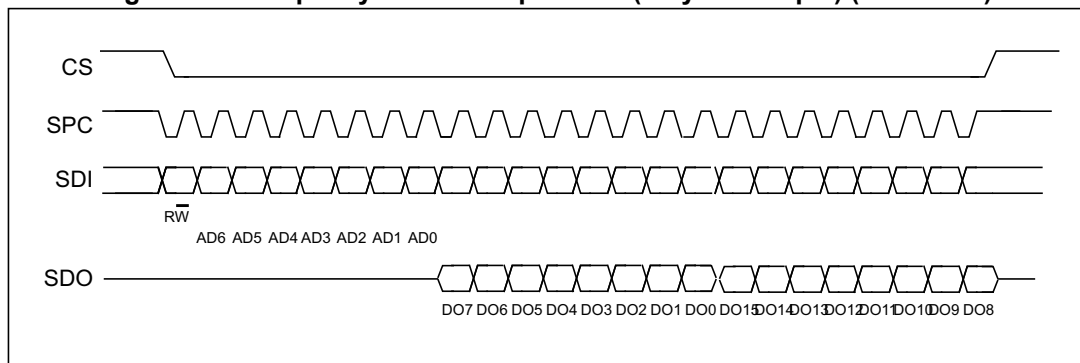 CS
SPC
SDI
RW
AD6 AD5 AD4 AD3 AD2 AD1 AD0
SDO
DO7 DO6 DO5 DO4 DO3 DO2 DO1 DO0 DO15 DO14 DO13 DO12 DO11 DO10 DO9 DO8